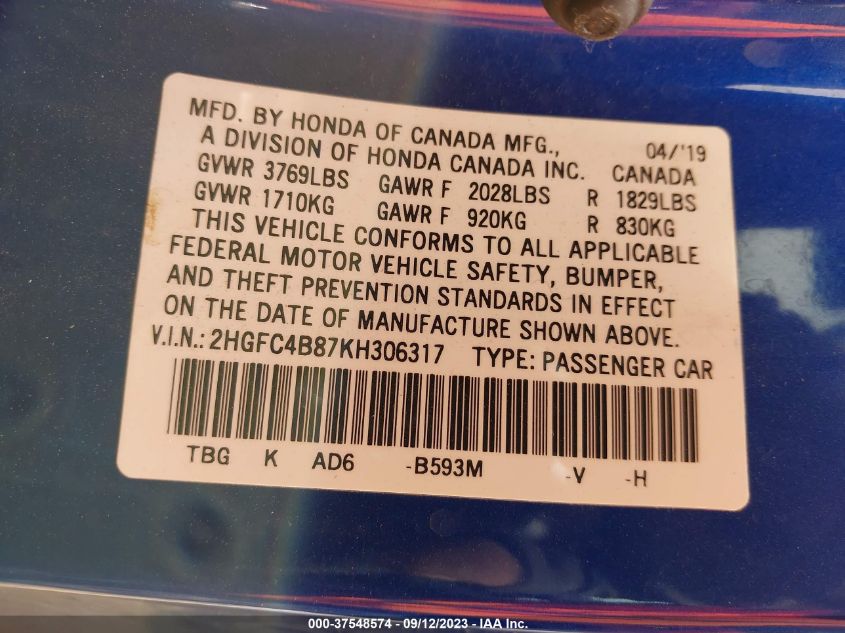 MFD. BY HONDA OF CANADA MFG., 04/'19
A DIVISION OF HONDA CANADA INC. CANADA
GVWR 3769LBS GAWR F 2028LBS R 1829LBS
GVWR 1710KG GAWR F 920KG R 830KG
THIS VEHICLE CONFORMS TO ALL APPLICABLE
FEDERAL MOTOR VEHICLE SAFETY, BUMPER,
AND THEFT PREVENTION STANDARDS IN EFFECT
ON THE DATE OF MANUFACTURE SHOWN ABOVE.
V.I.N.: 2HGFC4B87KH306317 TYPE: PASSENGER CAR
TBG K AD6 -B593M -V -H
000-37548574 - 09/12/2023 - IAA Inc.